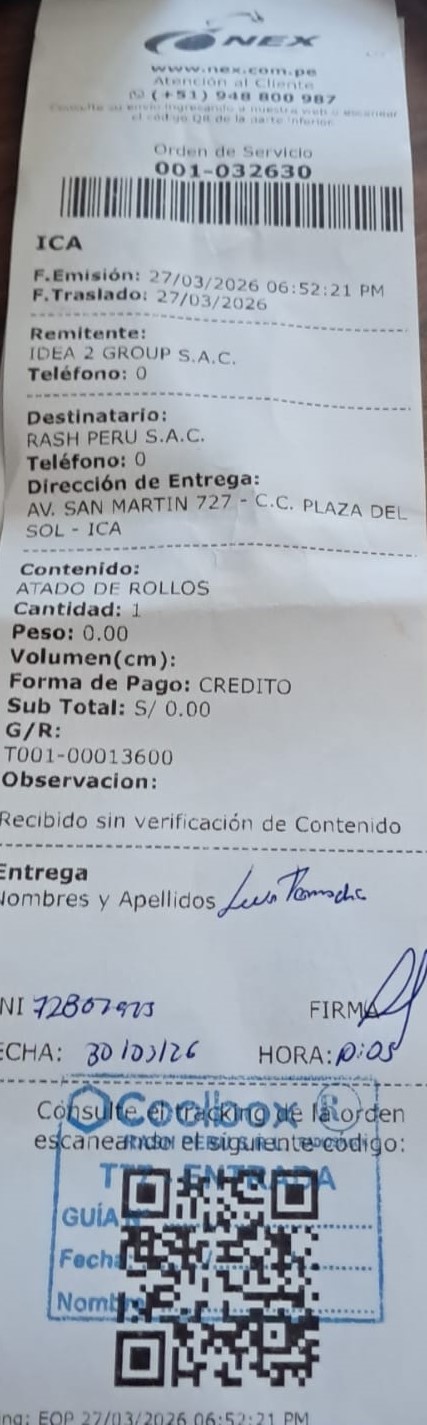 NEX
www.nex.com.pe
Atención al Cliente
(+51) 948 800 987
Consulte su envío ingresando a nuestra web o escanear
el código QR de la parte inferior.
Orden de Servicio
001-032630
ICA
F.Emisión: 27/03/2026 06:52:21 PM
F.Traslado: 27/03/2026
Remitente:
IDEA 2 GROUP S.A.C.
Teléfono: 0
Destinatario:
RASH PERU S.A.C.
Teléfono: 0
Dirección de Entrega:
AV. SAN MARTIN 727 - C.C. PLAZA DEL
SOL - ICA
Contenido:
ATADO DE ROLLOS
Cantidad: 1
Peso: 0.00
Volumen(cm):
Forma de Pago: CREDITO
Sub Total: S/ 0.00
G/R:
T001-00013600
Observacion:
Recibido sin verificación de Contenido
Entrega
Nombres y Apellidos Luis
NI
FIRMA
ECHA: 30/03/26 HORA:
Consulte el tracking de la orden
escaneando el siguiente código:
Coolbox ®
ENTRADA
GUÍA
Fecha
Nomb
EOP 27/03/2026 06:52:21 PM